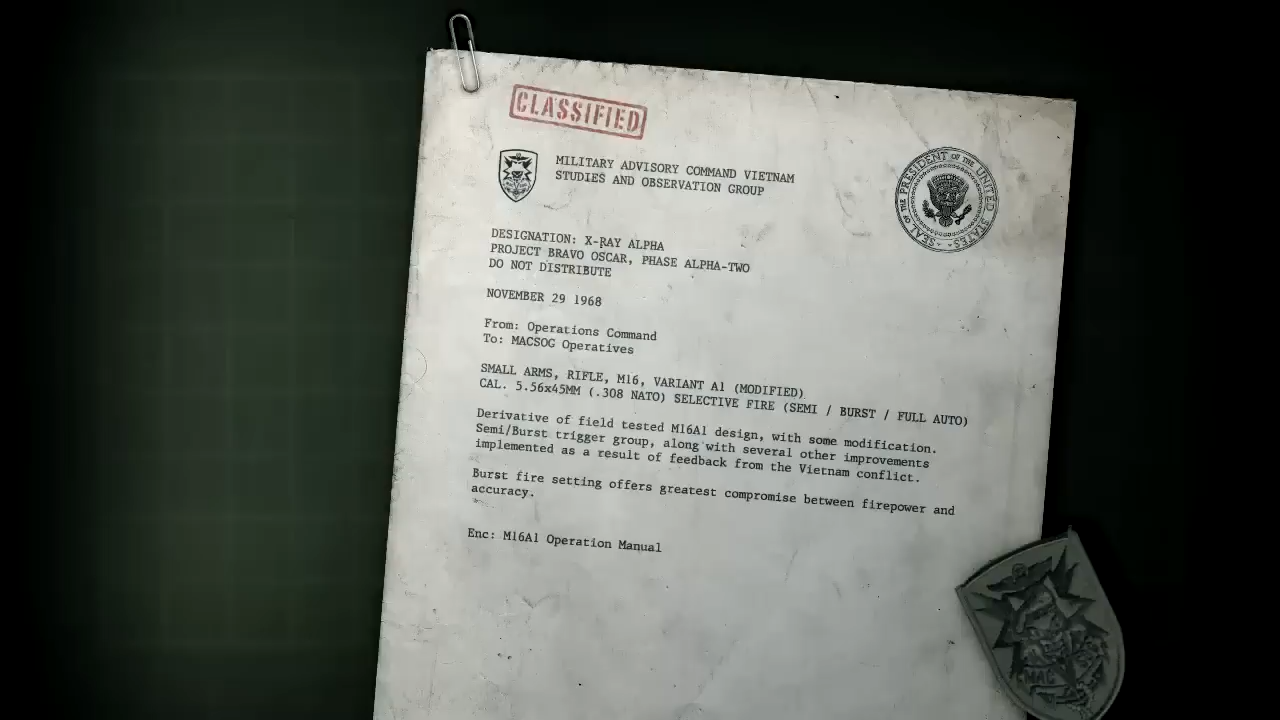 CLASSIFIED
MILITARY ADVISORY COMMAND VIETNAM
STUDIES AND OBSERVATION GROUP
SEAL OF THE PRESIDENT OF THE UNITED STATES
DESIGNATION: X-RAY ALPHA
PROJECT BRAVO OSCAR, PHASE ALPHA-TWO
DO NOT DISTRIBUTE
NOVEMBER 29 1968
From: Operations Command
To: MACSOG Operatives
SMALL ARMS, RIFLE, M16, VARIANT A1 (MODIFIED)
CAL. 5.56x45MM (.308 NATO) SELECTIVE FIRE (SEMI / BURST / FULL AUTO)
Derivative of field tested M16A1 design, with some modification.
Semi/Burst trigger group, along with several other improvements
implemented as a result of feedback from the Vietnam conflict.
Burst fire setting offers greatest compromise between firepower and
accuracy.
Enc: M16A1 Operation Manual
MAC